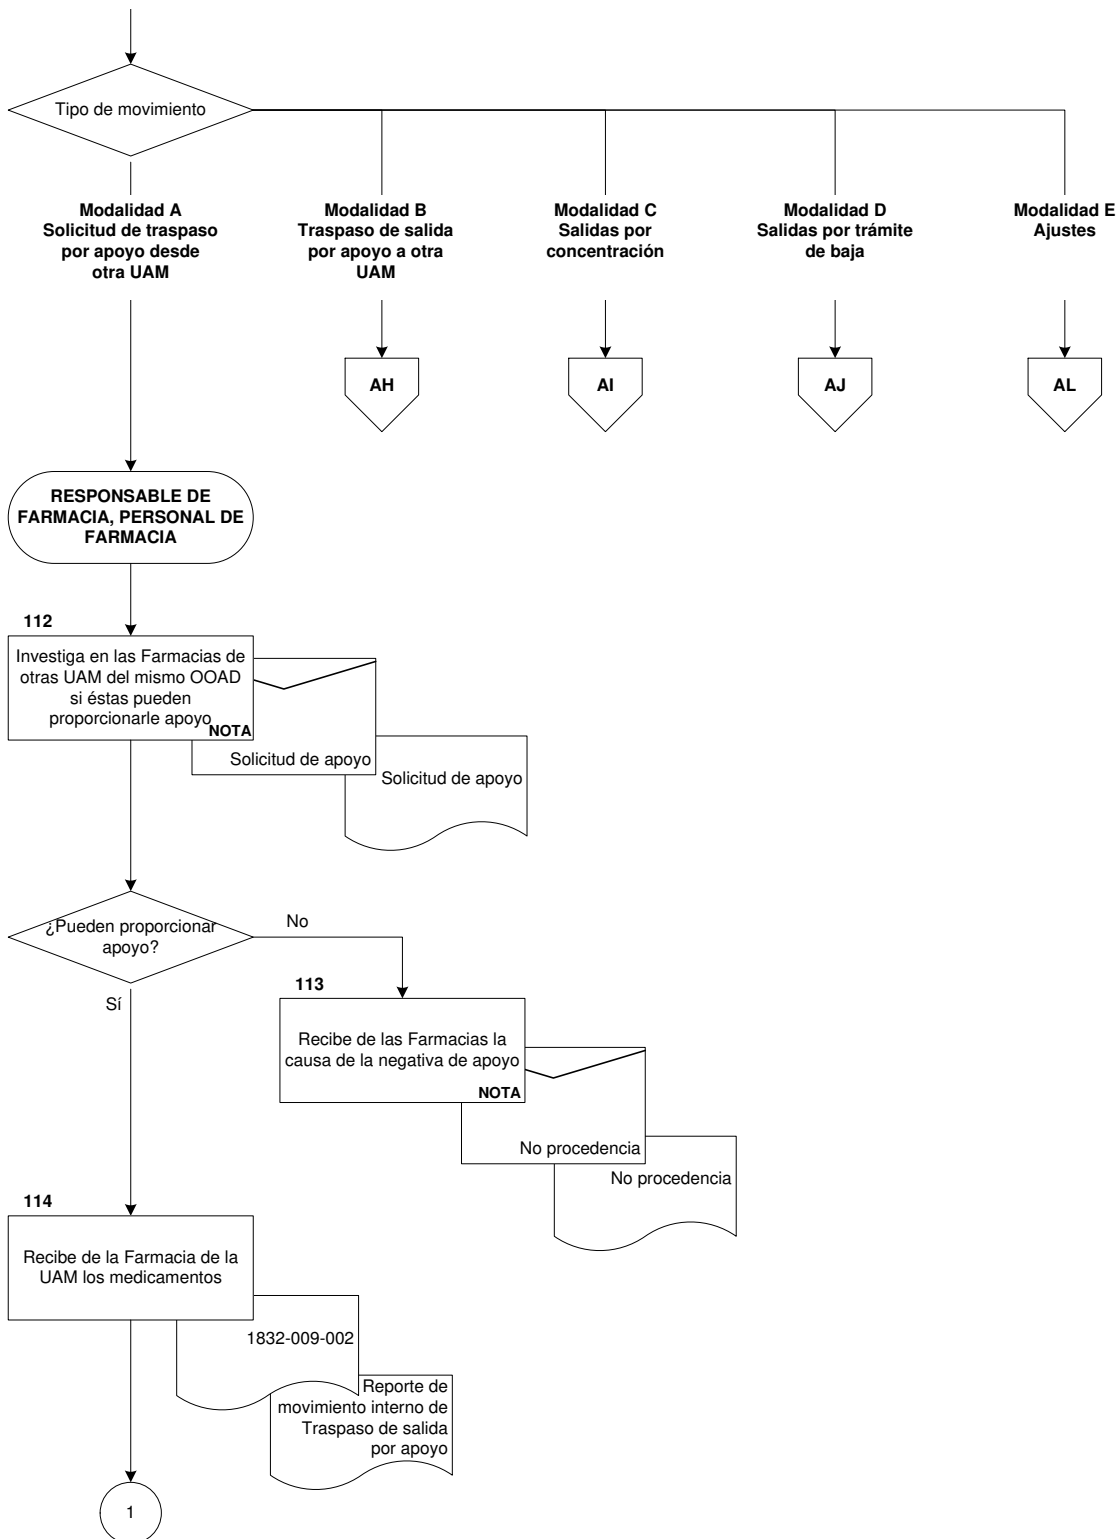 Tipo de movimiento
Modalidad A
Solicitud de traspaso
por apoyo desde
otra UAM
Modalidad B
Traspaso de salida
por apoyo a otra
UAM
Modalidad C
Salidas por
concentración
Modalidad D
Salidas por trámite
de baja
Modalidad E
Ajustes
AH
AI
AJ
AL
RESPONSABLE DE
FARMACIA, PERSONAL DE
FARMACIA
112
Investiga en las Farmacias de
otras UAM del mismo OOAD
si éstas pueden
proporcionarle apoyo
NOTA
Solicitud de apoyo
Solicitud de apoyo
¿Pueden proporcionar
apoyo?
No
Sí
113
Recibe de las Farmacias la
causa de la negativa de apoyo
NOTA
No procedencia
No procedencia
114
Recibe de la Farmacia de la
UAM los medicamentos
1832-009-002
Reporte de
movimiento interno de
Traspaso de salida
por apoyo
1